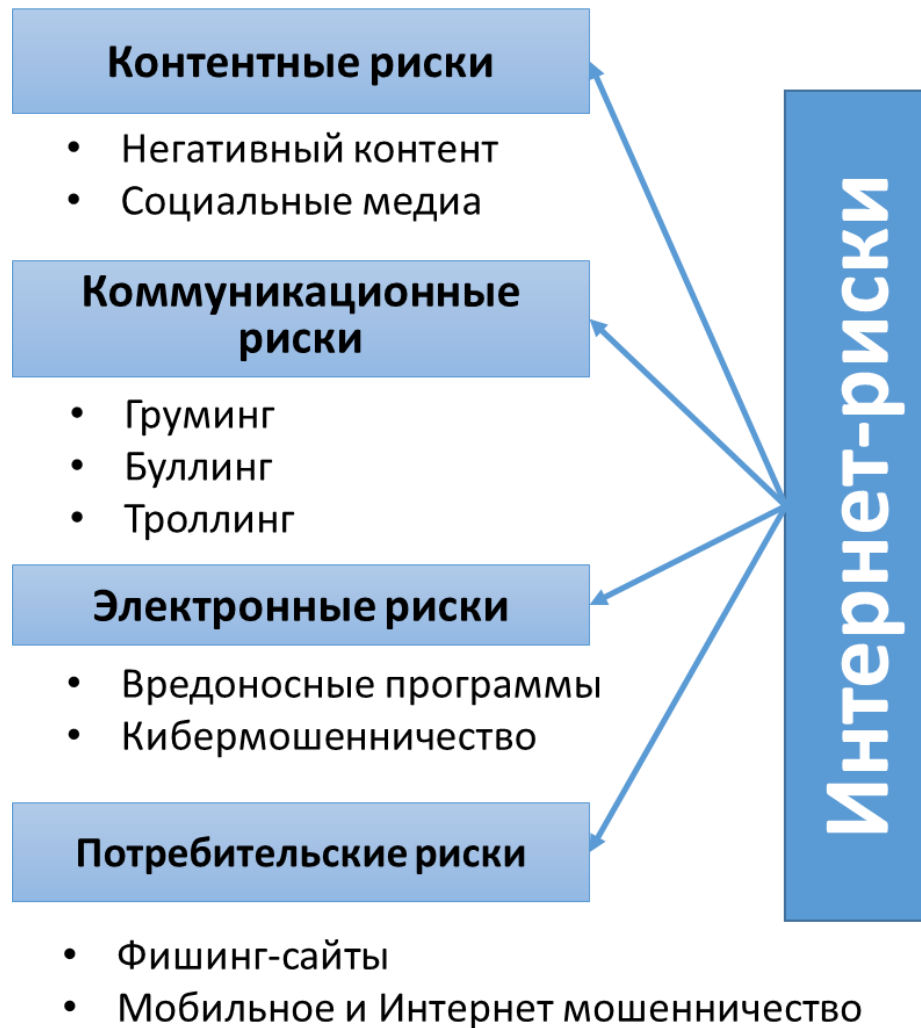 Контентные риски
• Негативный контент
• Социальные медиа
Коммуникационные
риски
• Груминг
• Буллинг
• Троллинг
Электронные риски
• Вредоносные программы
• Кибермошенничество
Потребительские риски
• Фишинг-сайты
• Мобильное и Интернет мошенничество
Интернет-риски